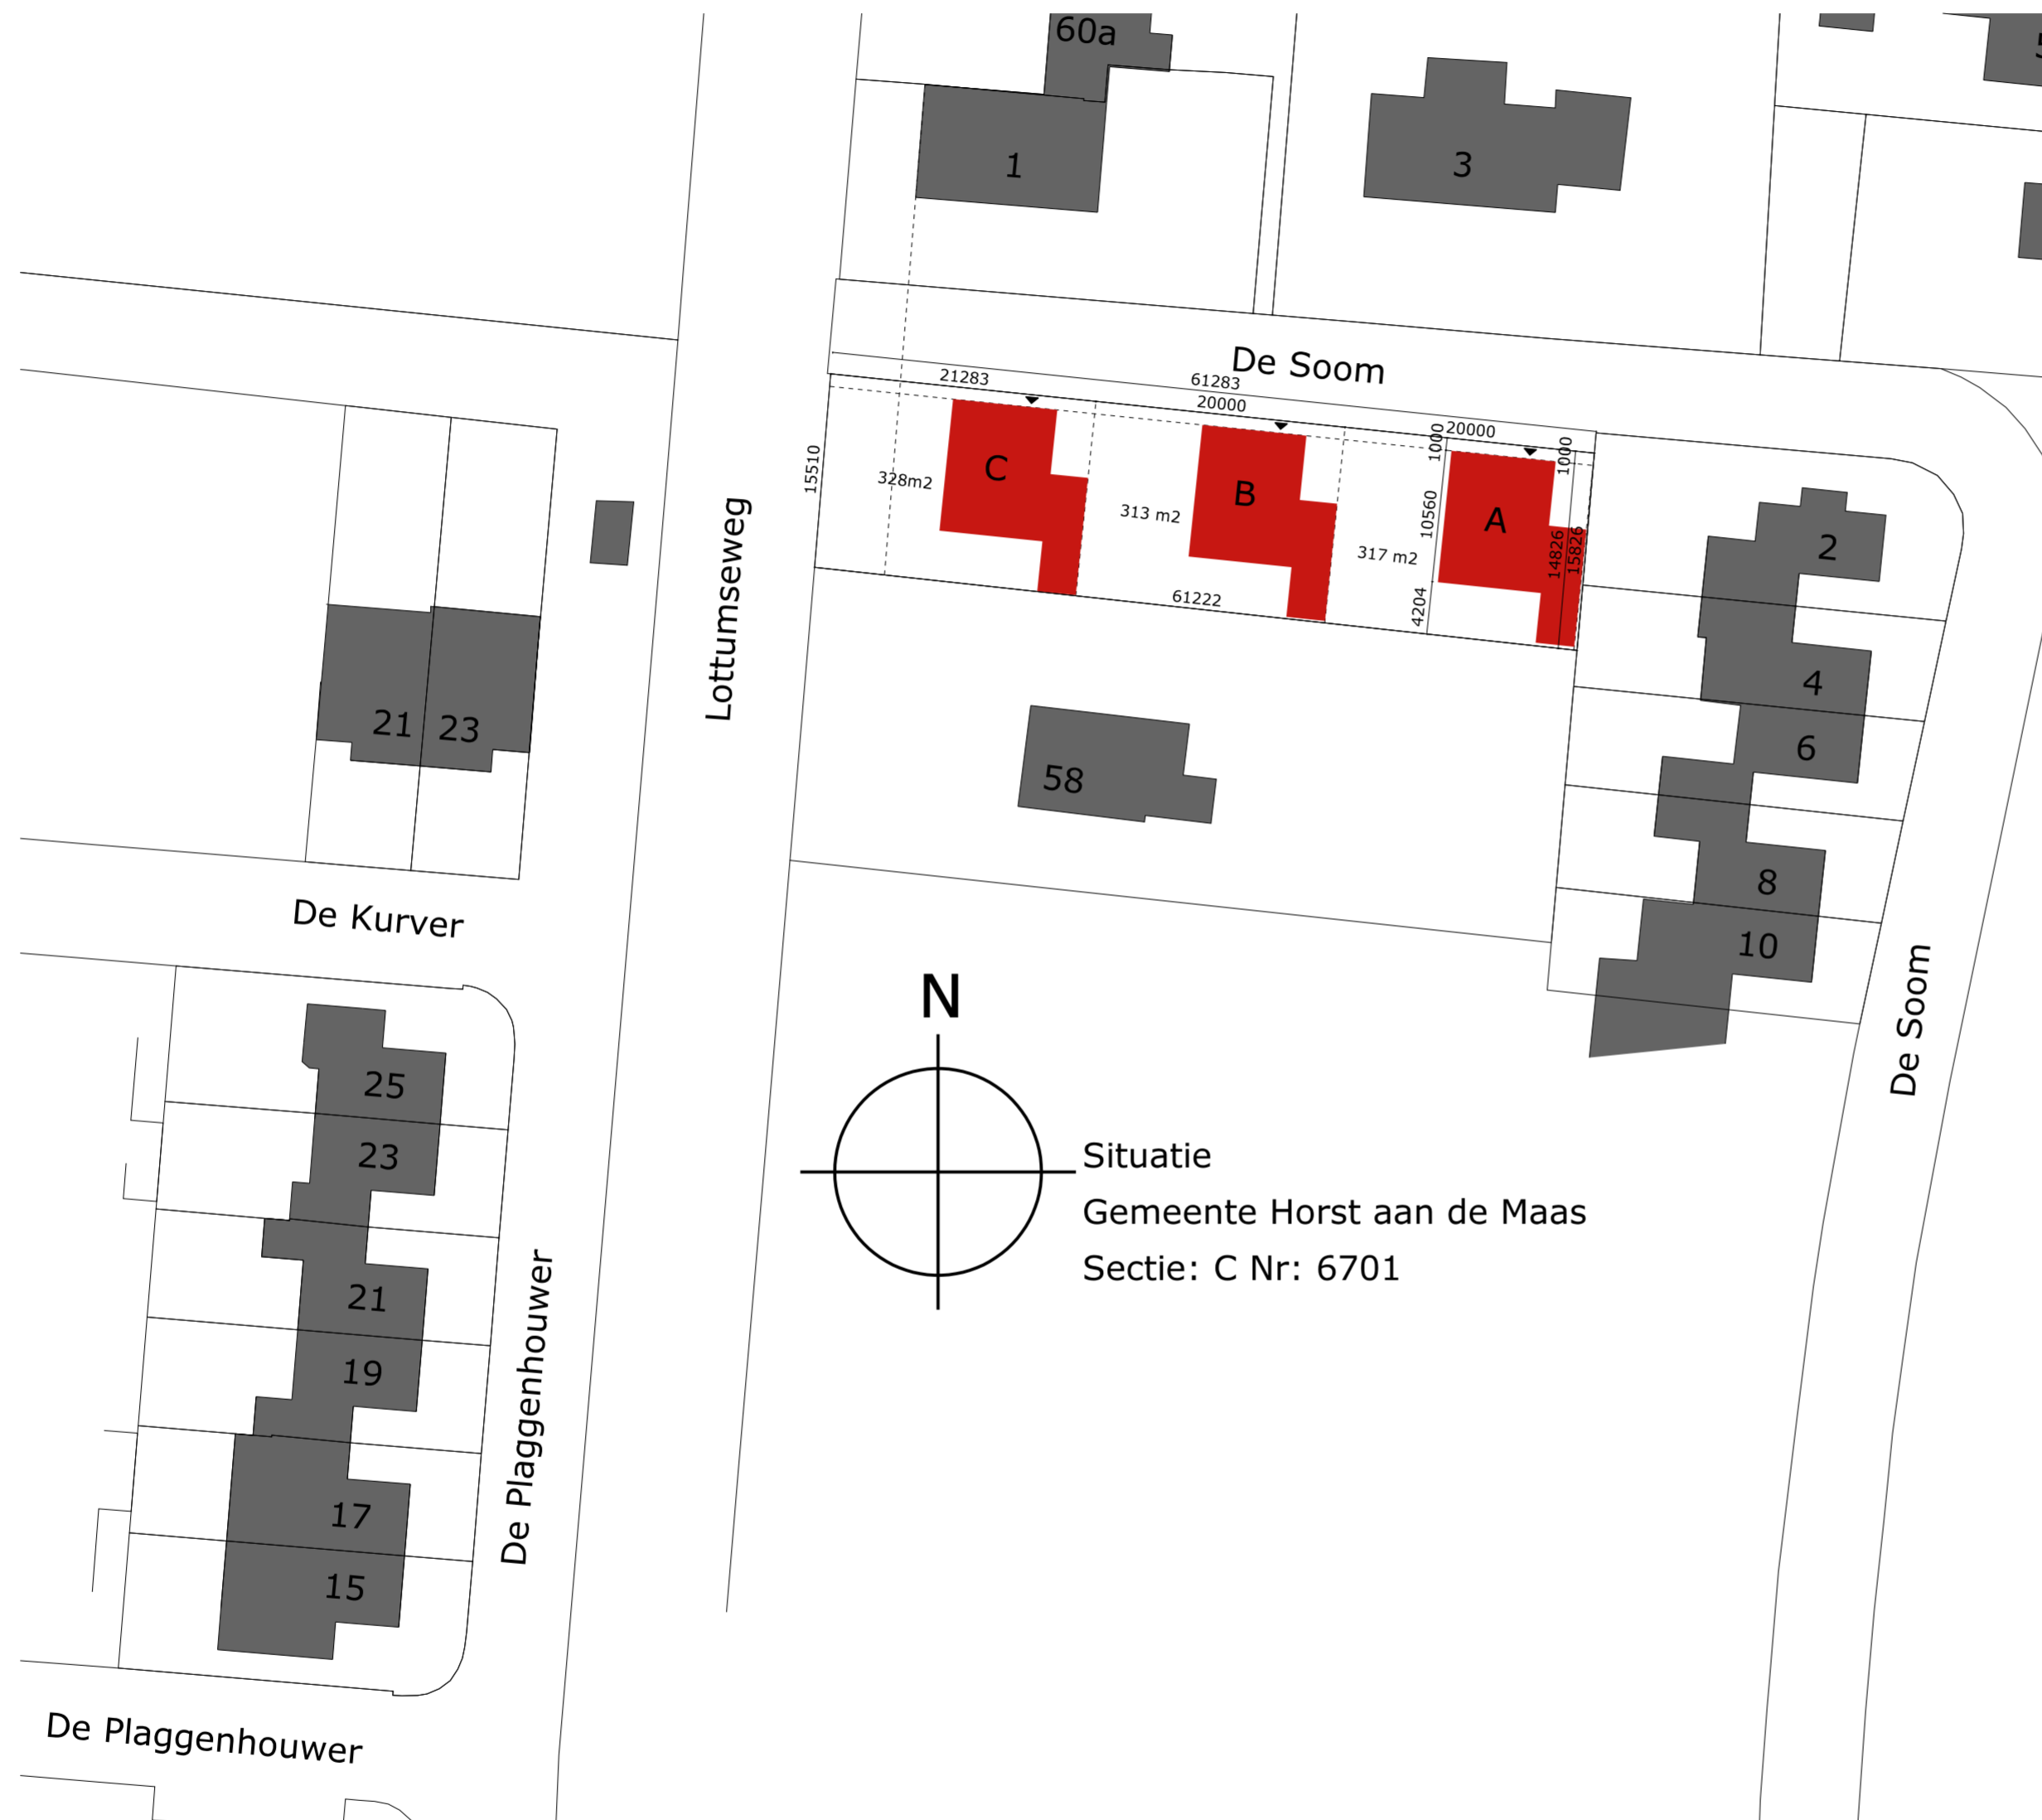 60a
5
1
3
De Soom
21283
61283
20000
20000
1000
1000
15510
328m2
C
313 m2
B
317 m2
A
10560
14826
15826
4204
61222
2
4
6
8
10
Lottumseweg
21
23
58
De Kurver
De Soom
N
25
23
21
19
17
15
De Plaggenhouwer
Situatie
Gemeente Horst aan de Maas
Sectie: C Nr: 6701
De Plaggenhouwer